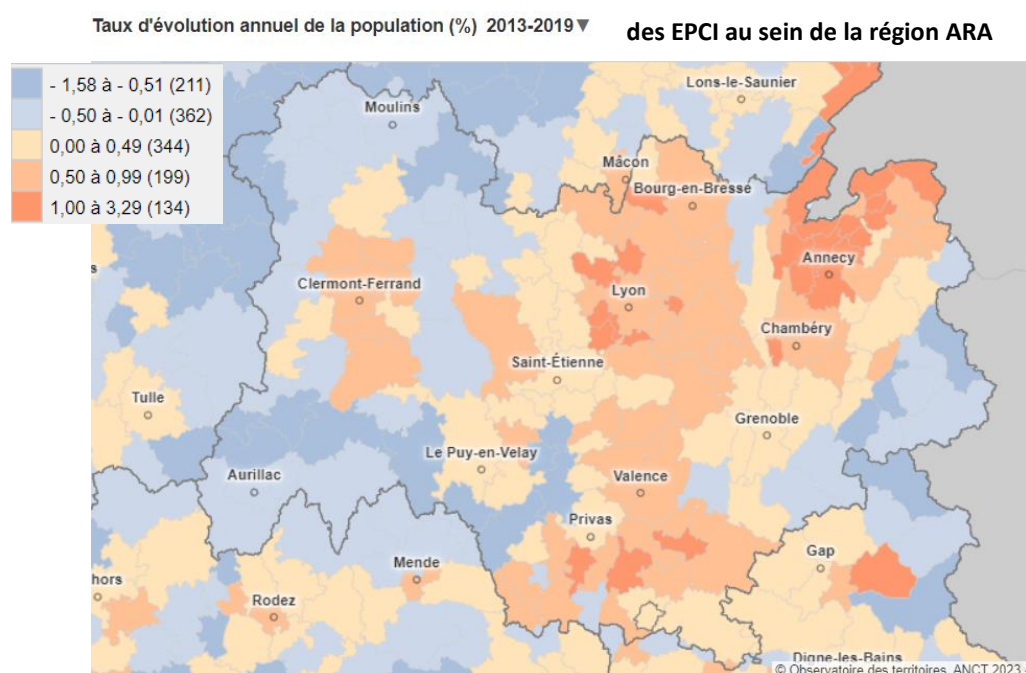 Taux d'évolution annuel de la population (%) 2013-2019▼ des EPCI au sein de la région ARA
- 1,58 à - 0,51 (211)
- 0,50 à - 0,01 (362)
0,00 à 0,49 (344)
0,50 à 0,99 (199)
1,00 à 3,29 (134)
Lons-le-Saunier
Moulins
Mâcon
Bourg-en-Bresse
Annecy
Clermont-Ferrand
Lyon
Chambéry
Saint-Étienne
Tulle
Grenoble
Le Puy-en-Velay
Aurillac
Valence
Privas
Gap
Mende
hors
Rodez
Digne-les-Bains
© Observatoire des territoires, ANCT 2023 -